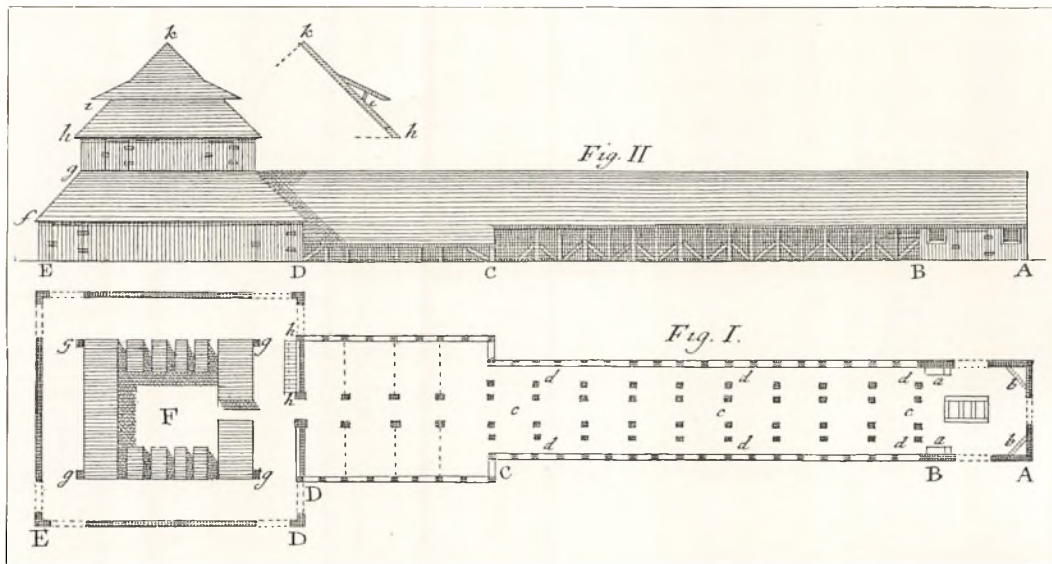 k
k
i
e
h
h
Fig. II
g
f
E D C B A
Fig. I.
h
g g d d d a b
h
F c c c
g g d d d a b
D C B A
E D